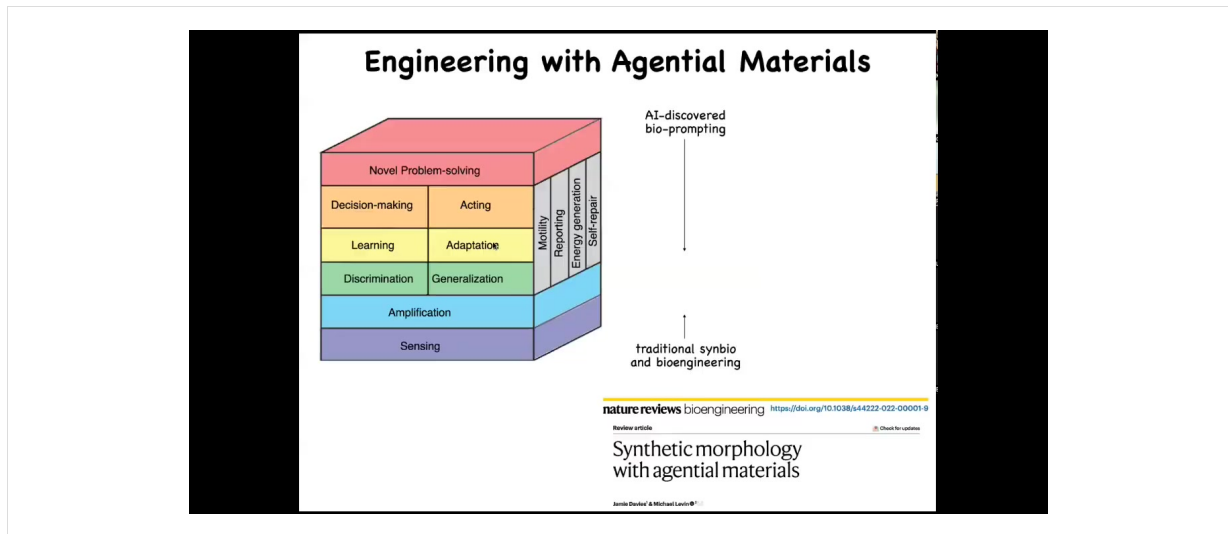 Engineering with Agential Materials
Novel Problem-solving
Decision-making
Acting
Learning
Adaptation
Discrimination
Generalization
Amplification
Sensing
Motility
Reporting
Energy generation
Self-repair
AI-discovered
bio-prompting
traditional synbio
and bioengineering
nature reviews bioengineering https://doi.org/10.1038/s44222-022-00001-9
Review article
Check for updates
Synthetic morphology
with agential materials
Jamie Davies¹ & Michael Levin